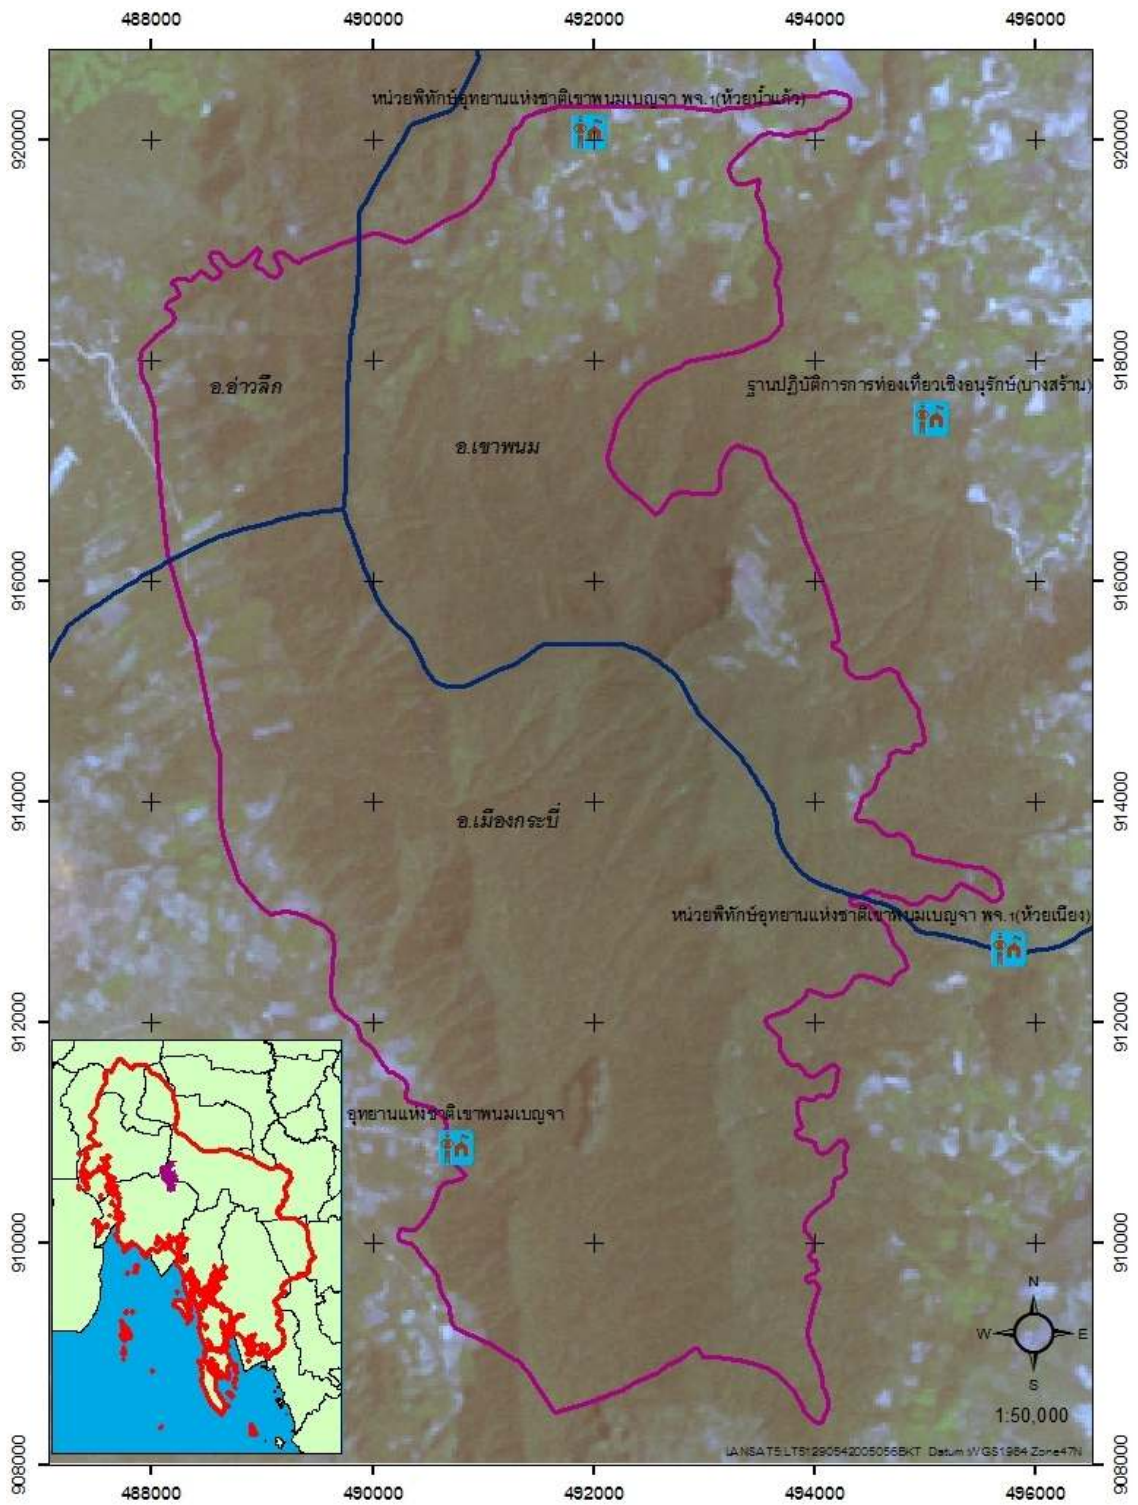 488000 490000 492000 494000 496000
หน่วยพิทักษ์อุทยานแห่งชาติเขาพนมเบญจา พจ.1(ห้วยน้ำแก้ว)
920000 920000
918000 918000
อ.อ่าวลึก
ฐานปฏิบัติการการท่องเที่ยวเชิงอนุรักษ์(บางสร้าน)
อ.เขาพนม
916000 916000
914000 914000
อ.เมืองกระบี่
หน่วยพิทักษ์อุทยานแห่งชาติเขาพนมเบญจา พจ.1(ห้วยเนียง)
912000 912000
อุทยานแห่งชาติเขาพนมเบญจา
910000 910000
N
W E
S
1:50,000
LANSAT5:LT51290542005056BKT Datum:WGS1984 Zone47N
908000 908000
488000 490000 492000 494000 496000